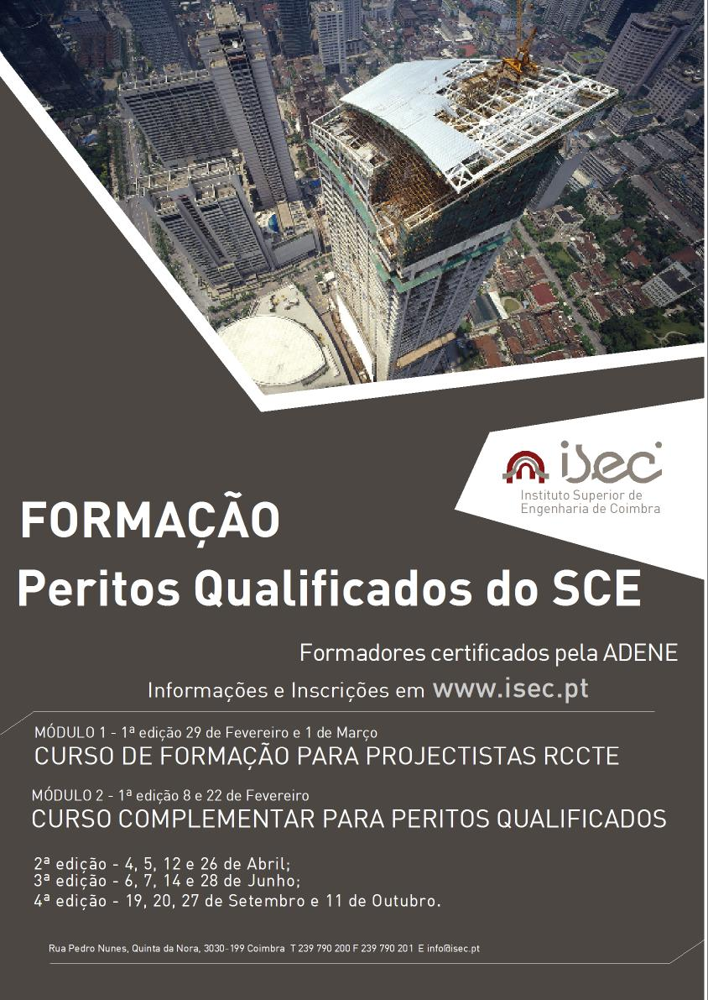 isec
Instituto Superior de
Engenharia de Coimbra
FORMAÇÃO
Peritos Qualificados do SCE
Formadores certificados pela ADENE
Informações e Inscrições em www.isec.pt
MÓDULO 1 - 1ª edição 29 de Fevereiro e 1 de Março
CURSO DE FORMAÇÃO PARA PROJECTISTAS RCCTE
MÓDULO 2 - 1ª edição 8 e 22 de Fevereiro
CURSO COMPLEMENTAR PARA PERITOS QUALIFICADOS
2ª edição - 4, 5, 12 e 26 de Abril;
3ª edição - 6, 7, 14 e 28 de Junho;
4ª edição - 19, 20, 27 de Setembro e 11 de Outubro.
Rua Pedro Nunes, Quinta da Nora, 3030-199 Coimbra T 239 790 200 F 239 790 201 E info@isec.pt